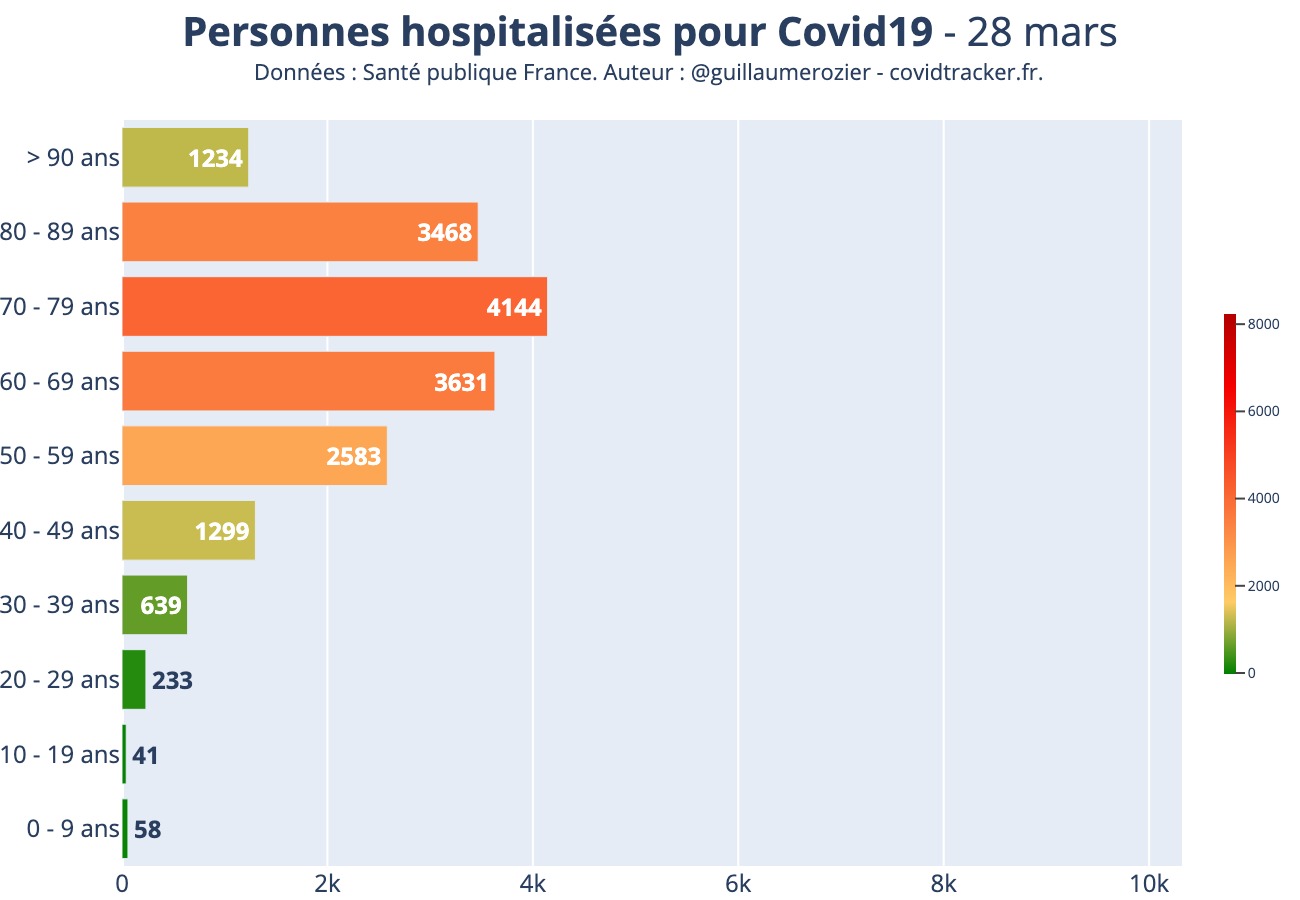 Personnes hospitalisées pour Covid19 - 28 mars
Données : Santé publique France. Auteur : @guillaumerozier - covidtracker.fr.
> 90 ans 1234
80 - 89 ans 3468
70 - 79 ans 4144
60 - 69 ans 3631
50 - 59 ans 2583
40 - 49 ans 1299
30 - 39 ans 639
20 - 29 ans 233
10 - 19 ans 41
0 - 9 ans 58
0 2k 4k 6k 8k 10k
8000
6000
4000
2000
0